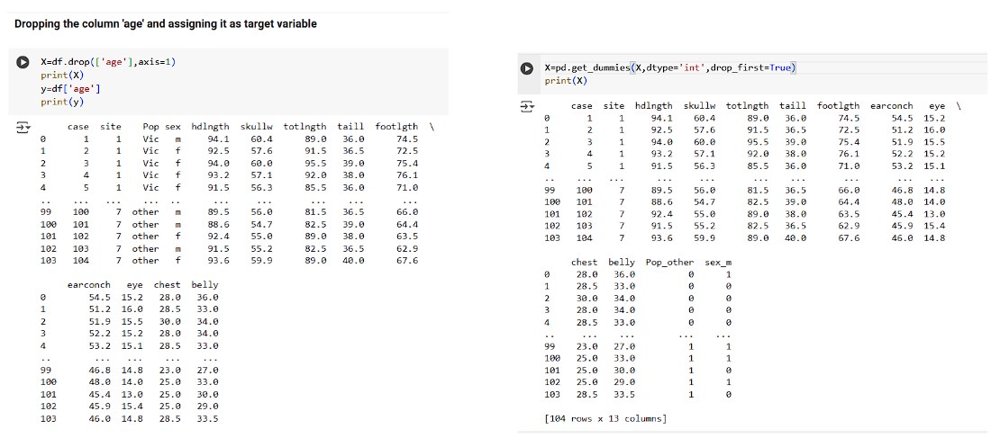 Dropping the column 'age' and assigning it as target variable
X=df.drop(['age'],axis=1)
print(X)
y=df['age']
print(y)
case site Pop sex hdlngth skullw totlngth taill footlgth \
0 1 1 Vic m 94.1 60.4 89.0 36.0 74.5
1 2 1 Vic f 92.5 57.6 91.5 36.5 72.5
2 3 1 Vic f 94.0 60.0 95.5 39.0 75.4
3 4 1 Vic f 93.2 57.1 92.0 38.0 76.1
4 5 1 Vic f 91.5 56.3 85.5 36.0 71.0
.. ... ... ... .. ... ... ... ... ...
99 100 7 other m 89.5 56.0 81.5 36.5 66.0
100 101 7 other m 88.6 54.7 82.5 39.0 64.4
101 102 7 other f 92.4 55.0 89.0 38.0 63.5
102 103 7 other m 91.5 55.2 82.5 36.5 62.9
103 104 7 other f 93.6 59.9 89.0 40.0 67.6
earconch eye chest belly
0 54.5 15.2 28.0 36.0
1 51.2 16.0 28.5 33.0
2 51.9 15.5 30.0 34.0
3 52.2 15.2 28.0 34.0
4 53.2 15.1 28.5 33.0
.. ... ... ... ...
99 46.8 14.8 23.0 27.0
100 48.0 14.0 25.0 33.0
101 45.4 13.0 25.0 30.0
102 45.9 15.4 25.0 29.0
103 46.0 14.8 28.5 33.5
X=pd.get_dummies(X,dtype='int',drop_first=True)
print(X)
case site hdlngth skullw totlngth taill footlgth earconch eye \
0 1 1 94.1 60.4 89.0 36.0 74.5 54.5 15.2
1 2 1 92.5 57.6 91.5 36.5 72.5 51.2 16.0
2 3 1 94.0 60.0 95.5 39.0 75.4 51.9 15.5
3 4 1 93.2 57.1 92.0 38.0 76.1 52.2 15.2
4 5 1 91.5 56.3 85.5 36.0 71.0 53.2 15.1
.. ... ... ... ... ... ... ... ... ...
99 100 7 89.5 56.0 81.5 36.5 66.0 46.8 14.8
100 101 7 88.6 54.7 82.5 39.0 64.4 48.0 14.0
101 102 7 92.4 55.0 89.0 38.0 63.5 45.4 13.0
102 103 7 91.5 55.2 82.5 36.5 62.9 45.9 15.4
103 104 7 93.6 59.9 89.0 40.0 67.6 46.0 14.8
chest belly Pop_other sex_m
0 28.0 36.0 0 1
1 28.5 33.0 0 0
2 30.0 34.0 0 0
3 28.0 34.0 0 0
4 28.5 33.0 0 0
.. ... ... ... ...
99 23.0 27.0 1 1
100 25.0 33.0 1 1
101 25.0 30.0 1 0
102 25.0 29.0 1 1
103 28.5 33.5 1 0
[104 rows x 13 columns]